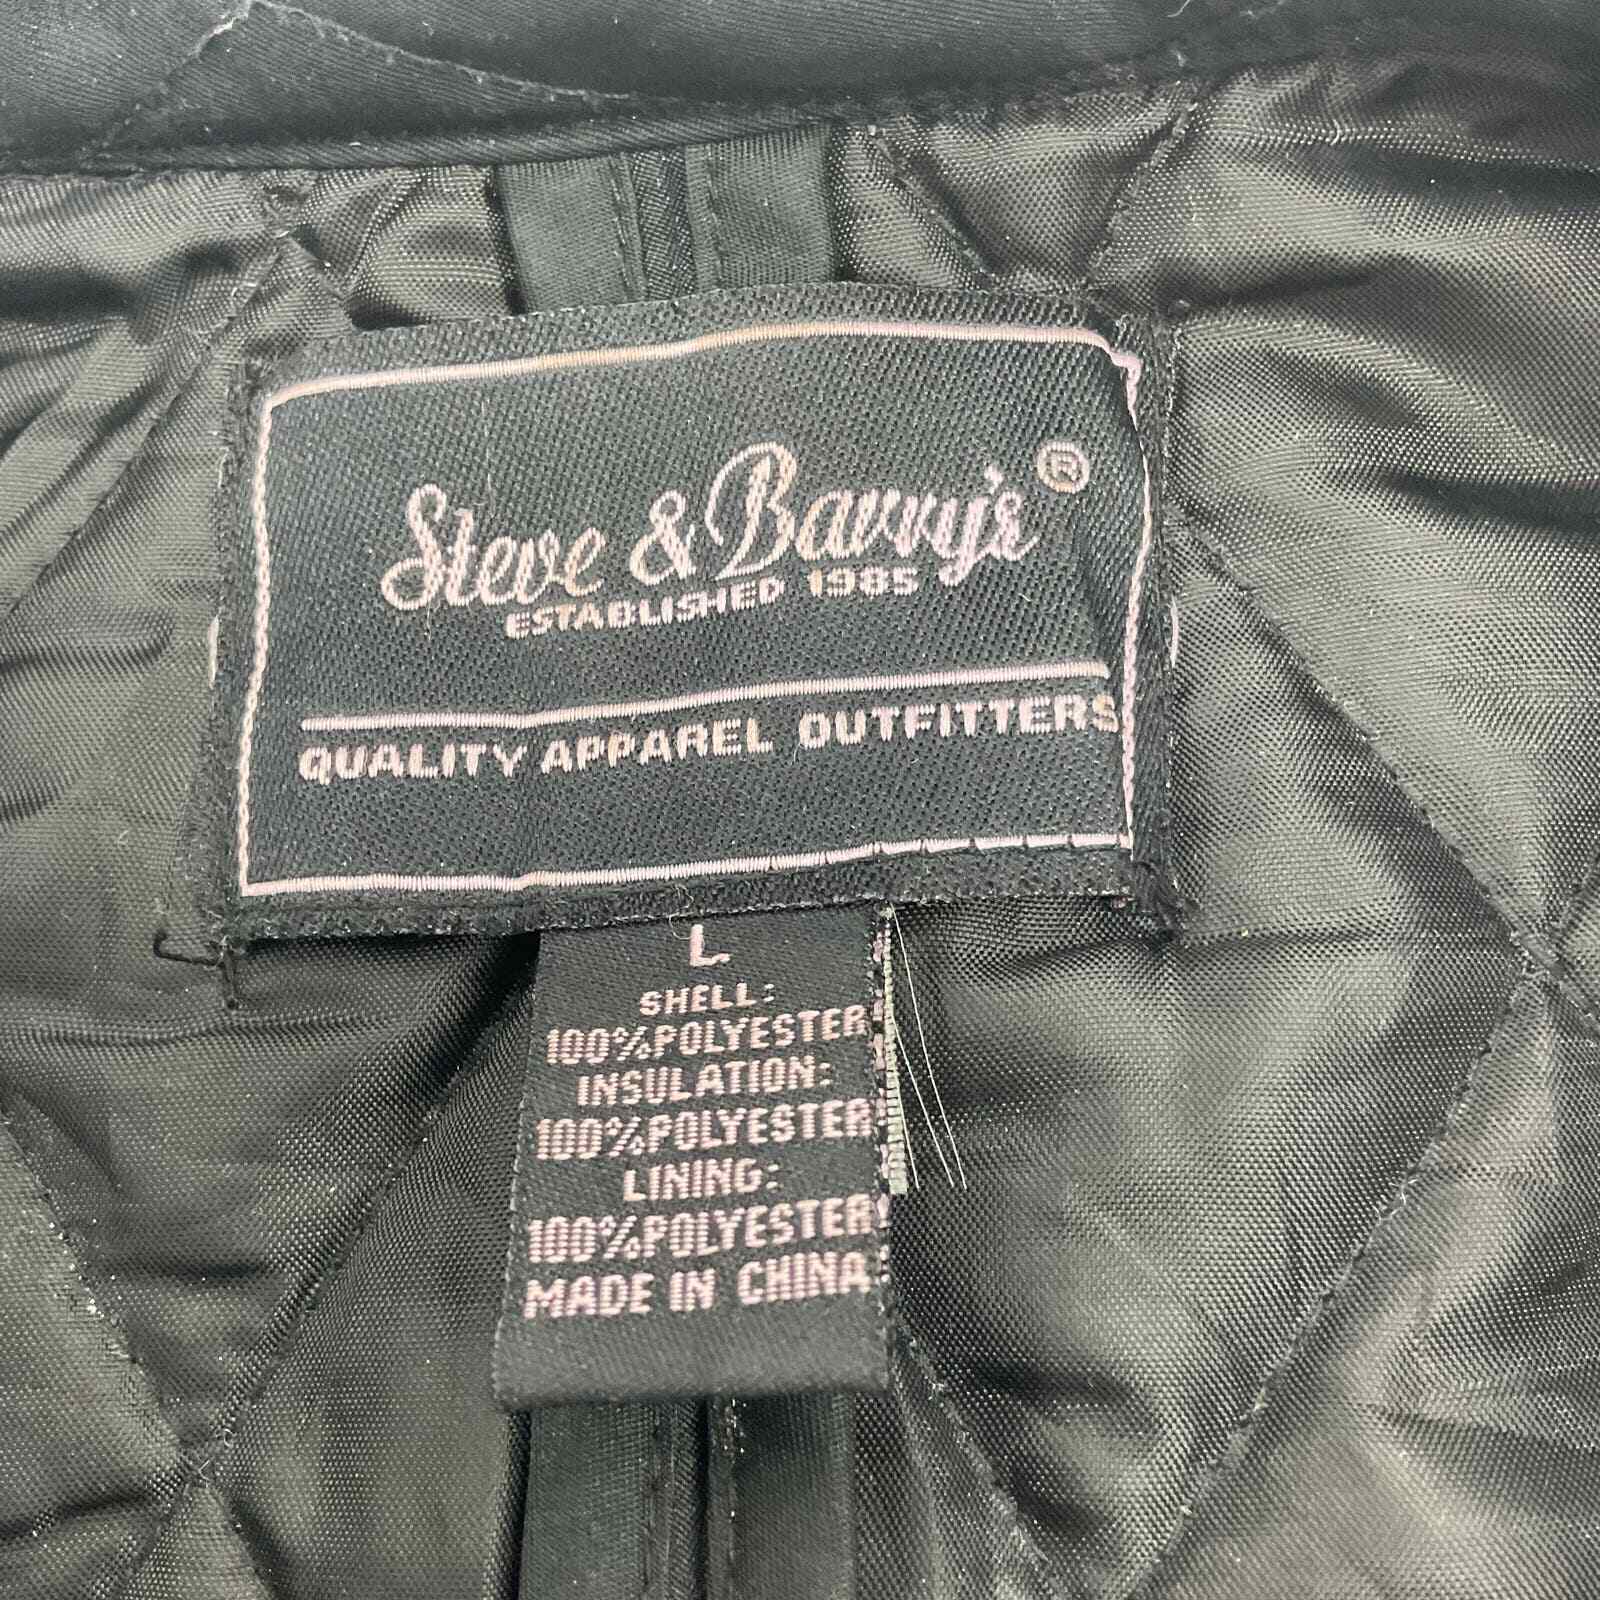 Steve & Barry's®
ESTABLISHED 1985
QUALITY APPAREL OUTFITTERS
L
SHELL:
100%POLYESTER
INSULATION:
100%POLYESTER
LINING:
100%POLYESTER
MADE IN CHINA